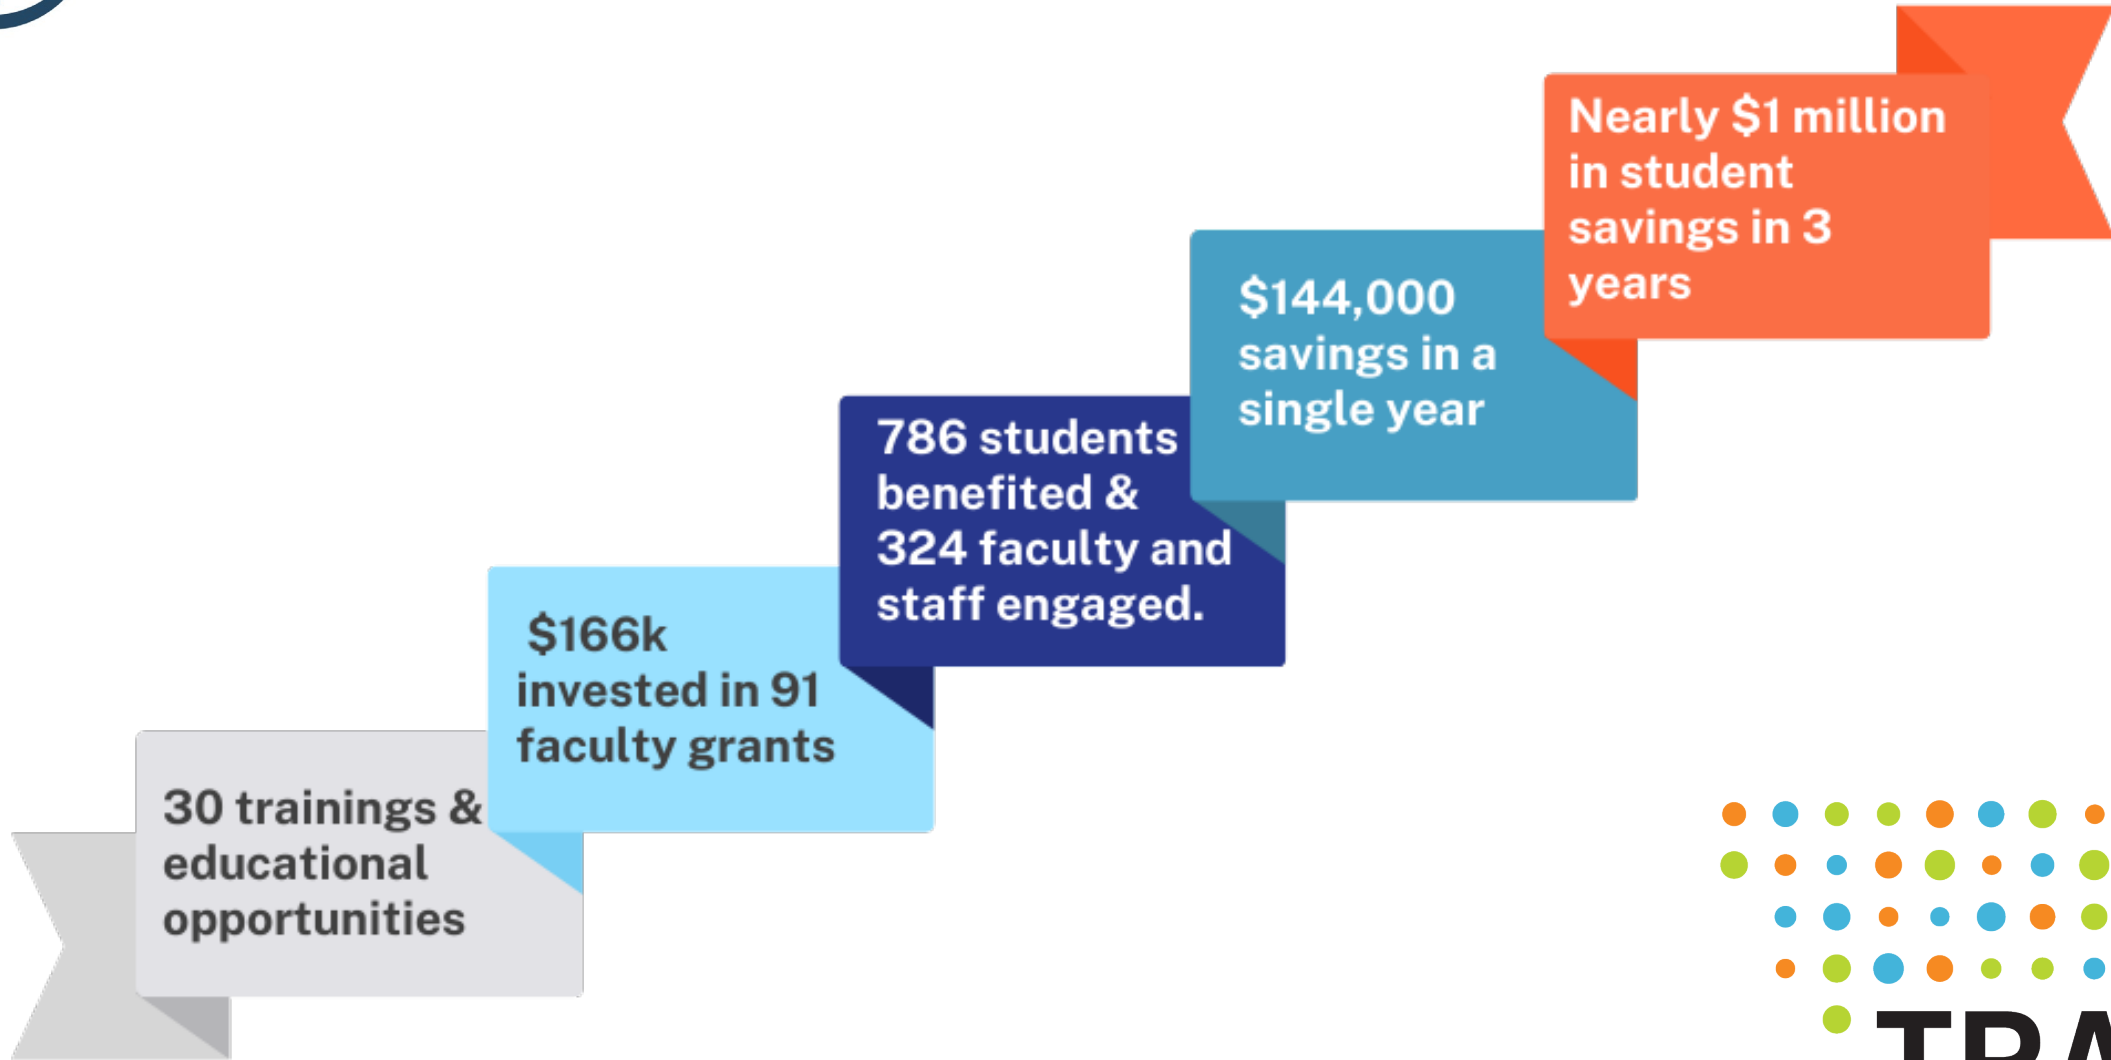 Nearly $1 million
in student
savings in 3
years
$144,000
savings in a
single year
786 students
benefited &
324 faculty and
staff engaged.
$166k
invested in 91
faculty grants
30 trainings &
educational
opportunities